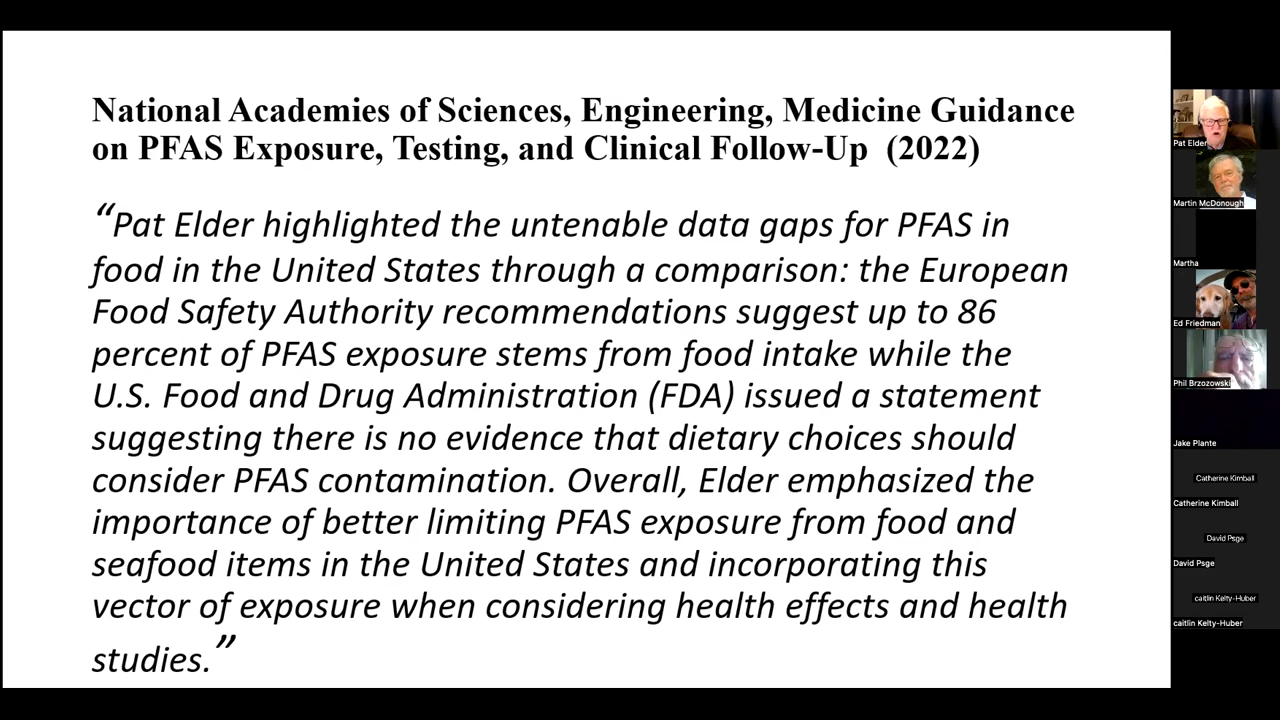 National Academies of Sciences, Engineering, Medicine Guidance
on PFAS Exposure, Testing, and Clinical Follow-Up (2022)
“Pat Elder highlighted the untenable data gaps for PFAS in
food in the United States through a comparison: the European
Food Safety Authority recommendations suggest up to 86
percent of PFAS exposure stems from food intake while the
U.S. Food and Drug Administration (FDA) issued a statement
suggesting there is no evidence that dietary choices should
consider PFAS contamination. Overall, Elder emphasized the
importance of better limiting PFAS exposure from food and
seafood items in the United States and incorporating this
vector of exposure when considering health effects and health
studies.”
Pat Elder
Martin McDonough
Martha
Ed Friedman
Phil Brzozowski
Jake Plante
Catherine Kimball
Catherine Kimball
David Psge
David Psge
caitlin Kelty-Huber
caitlin Kelty-Huber